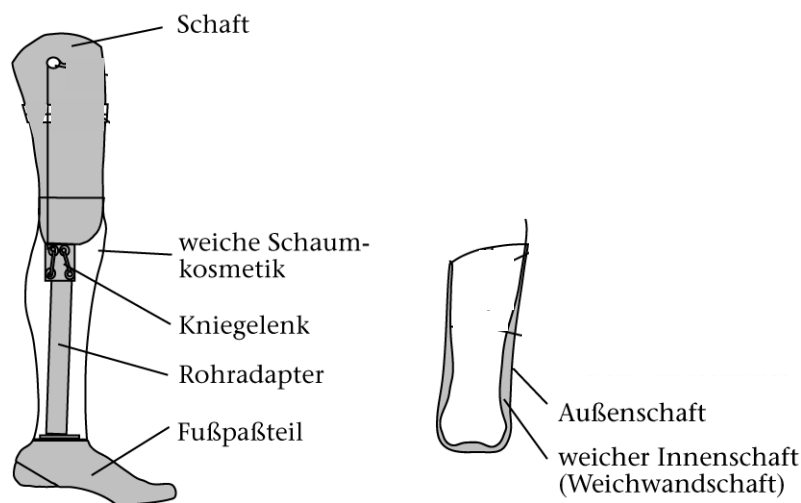 Schaft
weiche Schaum-
kosmetik
Kniegelenk
Rohradapter
Fußpaßteil
Außenschaft
weicher Innenschaft
(Weichwandschaft)